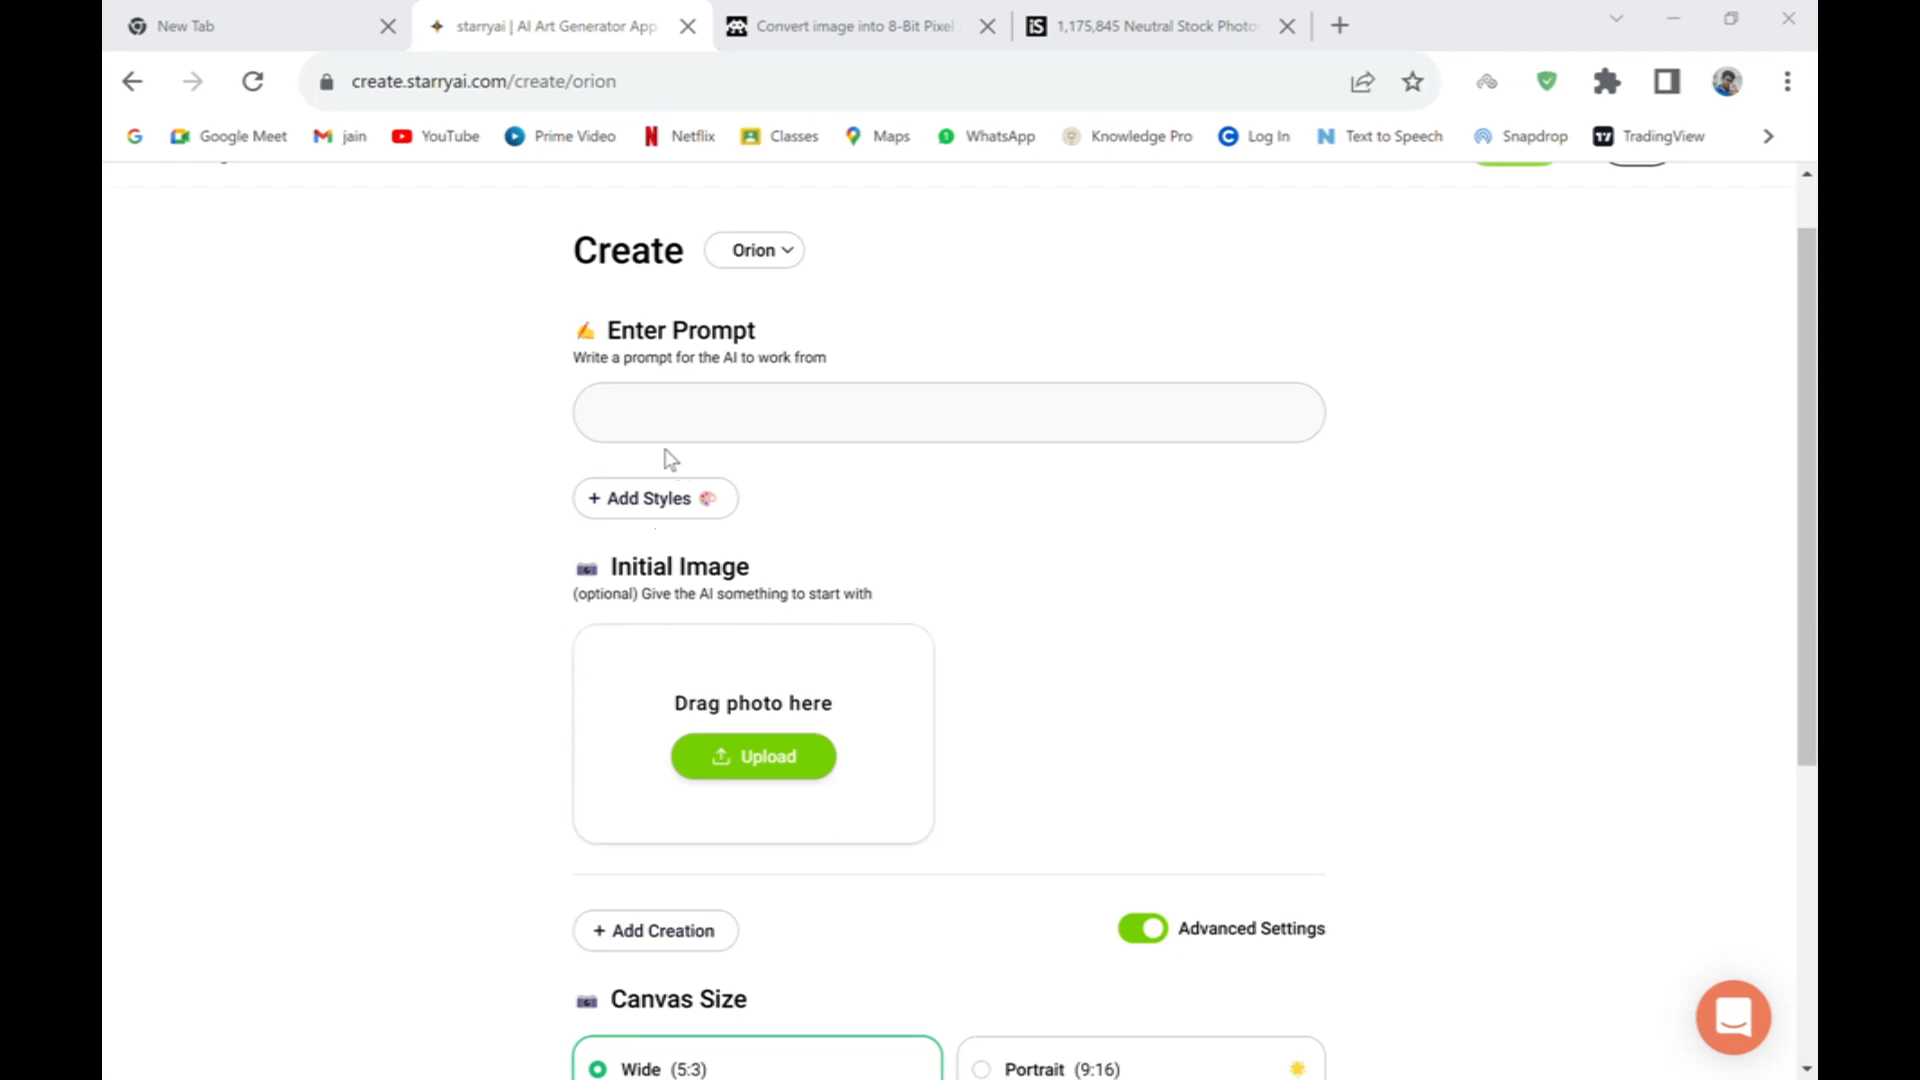 New Tab
starryai | AI Art Generator App
Convert image into 8-Bit Pixel
iS 1,175,845 Neutral Stock Photo
create.starryai.com/create/orion
Google Meet jain YouTube Prime Video Netflix Classes Maps WhatsApp Knowledge Pro Log In Text to Speech Snapdrop TradingView
Create Orion
Enter Prompt
Write a prompt for the AI to work from
+ Add Styles
Initial Image
(optional) Give the AI something to start with
Drag photo here
Upload
+ Add Creation
Advanced Settings
Canvas Size
Wide (5:3)
Portrait (9:16)